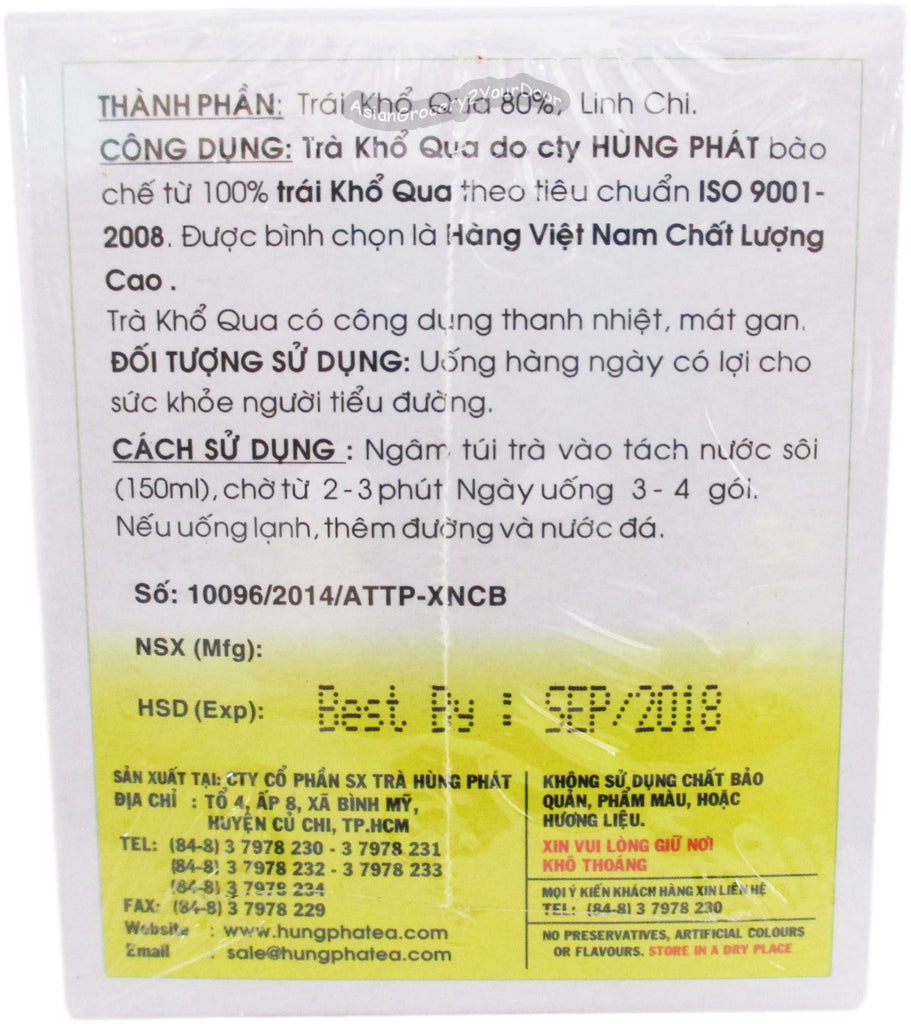 THÀNH PHẦN: Trái Khổ Qua 80%, Linh Chi.
AsianGrocery2YourDoor
CÔNG DỤNG: Trà Khổ Qua do cty HÙNG PHÁT bào
chế từ 100% trái Khổ Qua theo tiêu chuẩn ISO 9001-
2008. Được bình chọn là Hàng Việt Nam Chất Lượng
Cao .
Trà Khổ Qua có công dụng thanh nhiệt, mát gan.
ĐỐI TƯỢNG SỬ DỤNG: Uống hàng ngày có lợi cho
sức khỏe người tiểu đường.
CÁCH SỬ DỤNG : Ngâm túi trà vào tách nước sôi
(150ml), chờ từ 2 - 3 phút. Ngày uống 3 - 4 gói.
Nếu uống lạnh, thêm đường và nước đá.
Số: 10096/2014/ATTP-XNCB
NSX (Mfg):
HSD (Exp): Best By : SEP/2018
SẢN XUẤT TẠI: CTY CỔ PHẦN SX TRÀ HÙNG PHÁT
ĐỊA CHỈ : TỔ 4, ẤP 8, XÃ BÌNH MỸ,
HUYỆN CỦ CHI, TP.HCM
TEL: (84-8) 3 7978 230 - 3 7978 231
(84-8) 3 7978 232 - 3 7978 233
(84-8) 3 7978 234
FAX: (84-8) 3 7978 229
Website : www.hungphatea.com
Email : sale@hungphatea.com
KHÔNG SỬ DỤNG CHẤT BẢO
QUẢN, PHẨM MÀU, HOẶC
HƯƠNG LIỆU.
XIN VUI LÒNG GIỮ NƠI
KHÔ THOÁNG
MỌI Ý KIẾN KHÁCH HÀNG XIN LIÊN HỆ
TEL: (84-8) 3 7978 230
NO PRESERVATIVES, ARTIFICIAL COLOURS
OR FLAVOURS. STORE IN A DRY PLACE